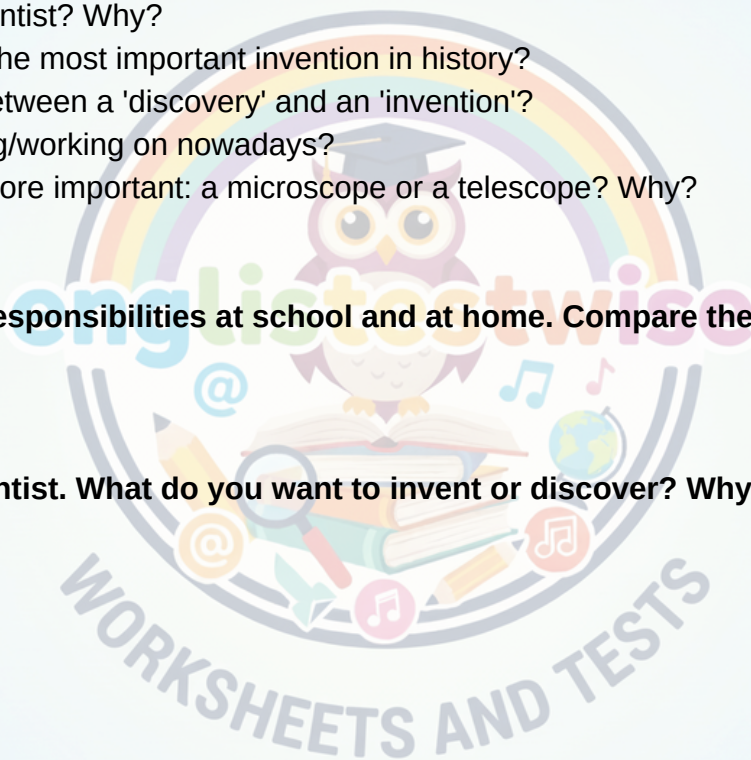 ntist? Why?
he most important invention in history?
etween a 'discovery' and an 'invention'?
g/working on nowadays?
ore important: a microscope or a telescope? Why?
englistestwise
esponsibilities at school and at home. Compare the
@
ntist. What do you want to invent or discover? Why
@
WORKSHEETS AND TESTS